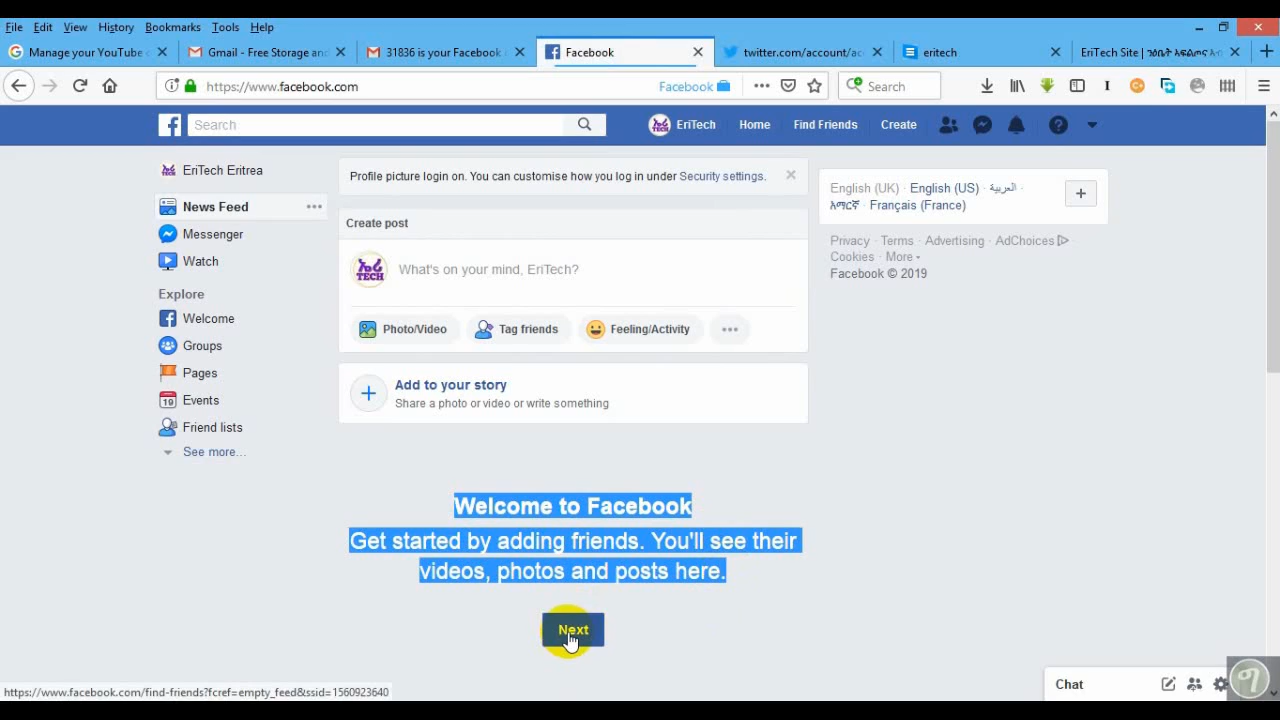 File Edit View History Bookmarks Tools Help
Manage your YouTube
Gmail - Free Storage and
31836 is your Facebook
Facebook
twitter.com/account/
eritech
EriTech Site |
https://www.facebook.com
Facebook
Search
Search
EriTech Home Find Friends Create
EriTech Eritrea
News Feed
Messenger
Watch
Explore
Welcome
Groups
Pages
19 Events
Friend lists
See more...
Profile picture login on. You can customise how you log in under Security settings.
Create post
ኤሪ
TECH
What's on your mind, EriTech?
Photo/Video
Tag friends
Feeling/Activity
Add to your story
Share a photo or video or write something
Welcome to Facebook
Get started by adding friends. You'll see their
videos, photos and posts here.
Next
English (UK) · English (US) · العربية ·
አማርኛ · Français (France)
Privacy · Terms · Advertising · AdChoices ·
Cookies · More
Facebook © 2019
https://www.facebook.com/find-friends?fcref=empty_feed&ssid=1560923640
Chat